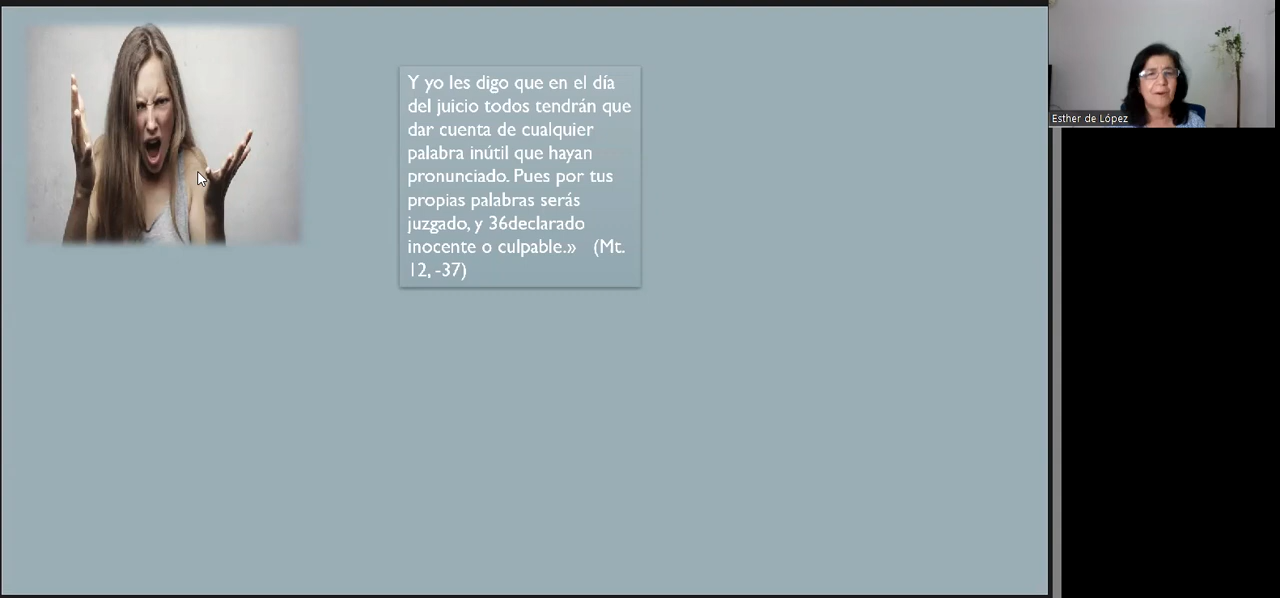 Y yo les digo que en el día
del juicio todos tendrán que
dar cuenta de cualquier
palabra inútil que hayan
pronunciado. Pues por tus
propias palabras serás
juzgado, y 36declarado
inocente o culpable.» (Mt.
12, -37)
Esther de López